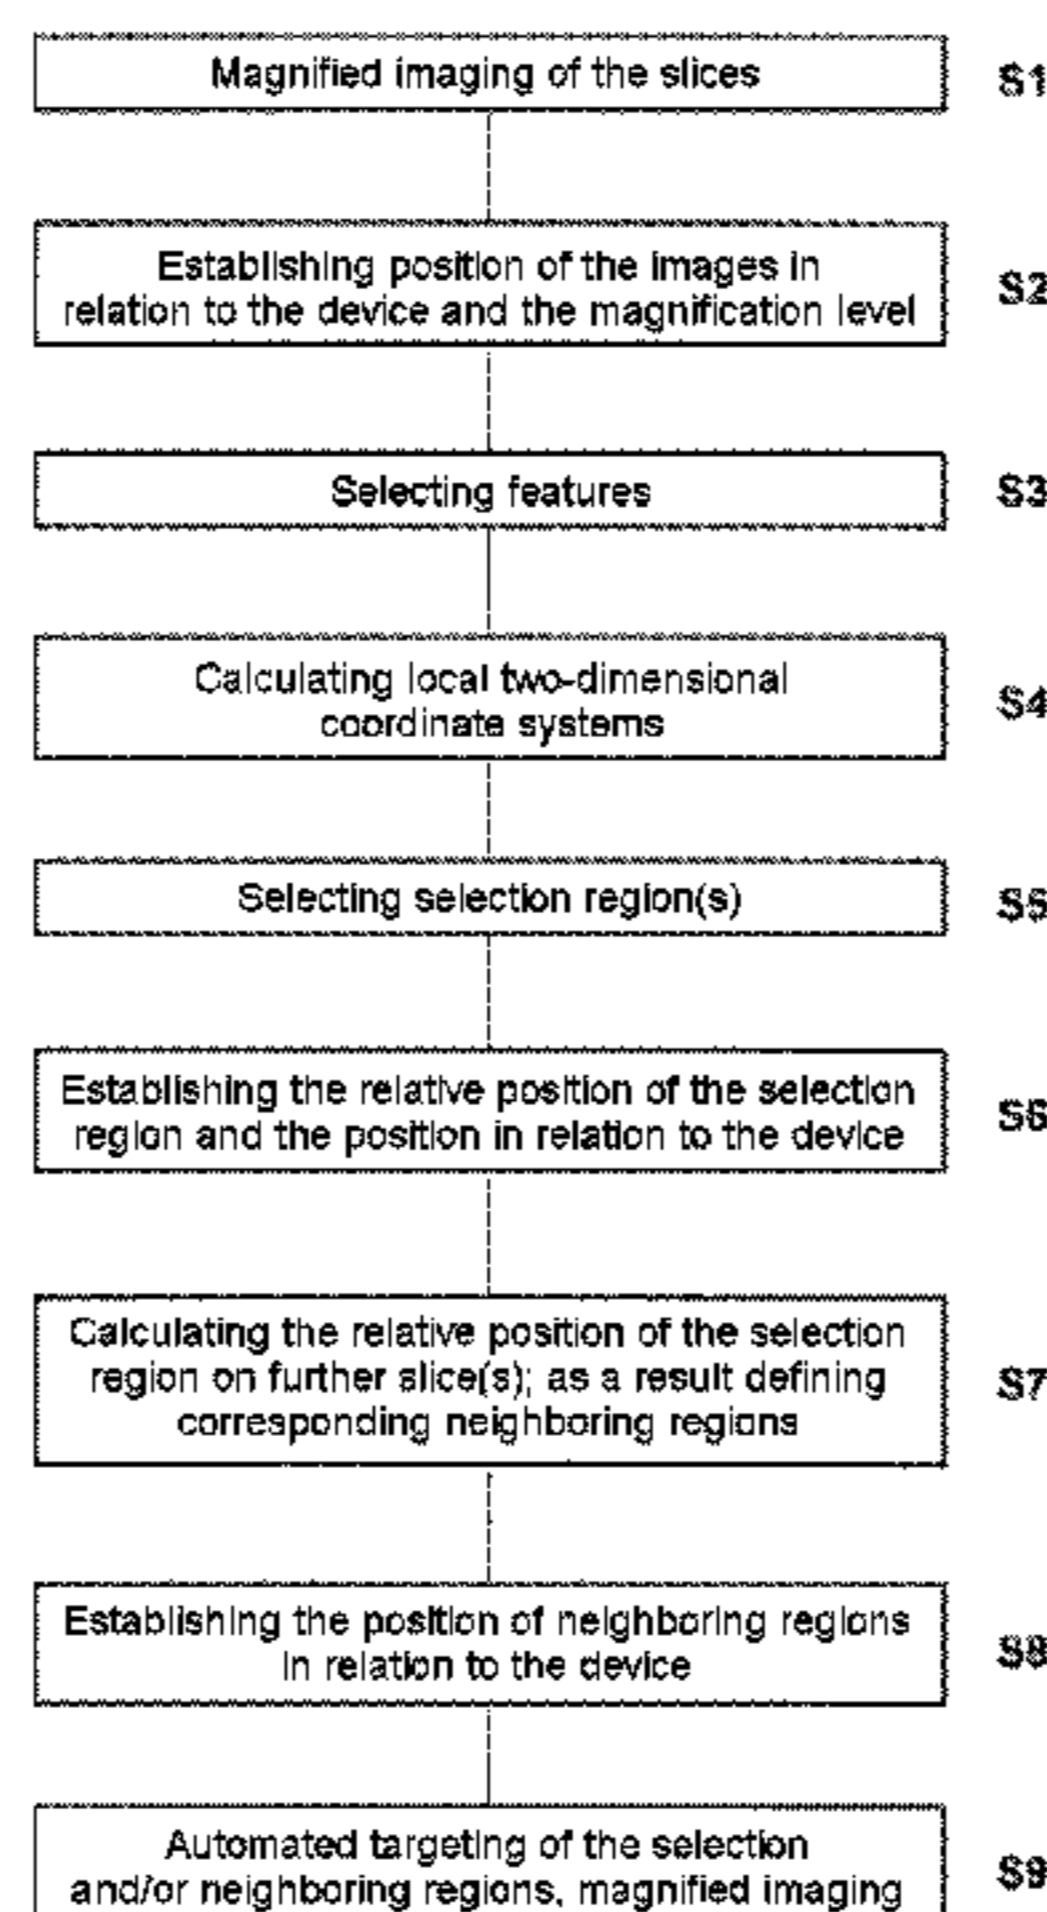 Magnified imaging of the slices
S1
Establishing position of the images in
relation to the device and the magnification level
S2
Selecting features
S3
Calculating local two-dimensional
coordinate systems
S4
Selecting selection region(s)
S5
Establishing the relative position of the selection
region and the position in relation to the device
S6
Calculating the relative position of the selection
region on further slice(s); as a result defining
corresponding neighboring regions
S7
Establishing the position of neighboring regions
in relation to the device
S8
Automated targeting of the selection
and/or neighboring regions, magnified imaging
S9